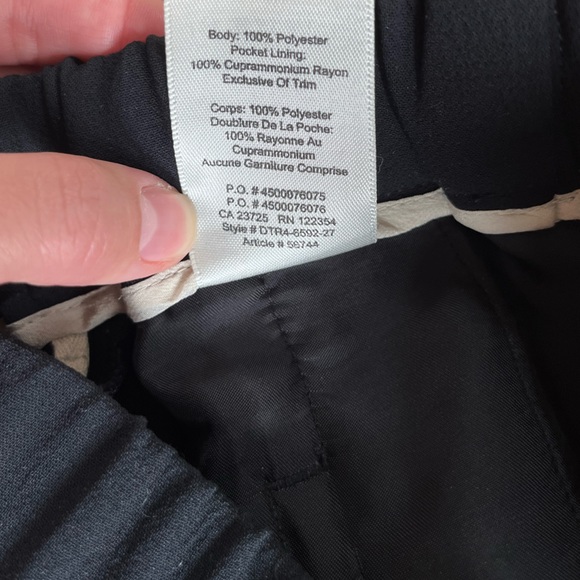 Body: 100% Polyester
Pocket Lining:
100% Cuprammonium Rayon
Exclusive Of Trim
Corps: 100% Polyester
Doublure De La Poche:
100% Rayonne Au
Cuprammonium
Aucune Garniture Comprise
P.O. # 4500076075
P.O. # 4500076076
CA 23725 RN 122354
Style # DTR4-6592-27
Article # 56744